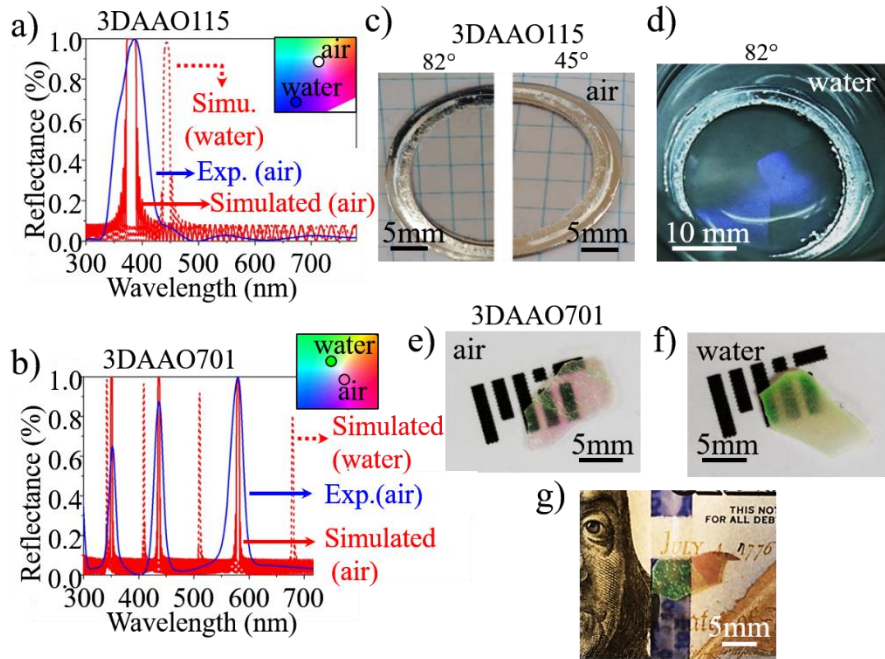 a) 3DAAO115
Reflectance (%)
1.0
0.8
0.6
0.4
0.2
0.0
300 400 500 600 700
Wavelength (nm)
air
water
Simu.
(water)
Exp. (air)
Simulated (air)
c) 3DAAO115
82° 45°
air
5mm 5mm
d)
82°
water
10 mm
b) 3DAAO701
Reflectance (%)
1.0
0.8
0.6
0.4
0.2
0.0
300 400 500 600 700
Wavelength (nm)
water
air
Simulated
(water)
Exp.(air)
Simulated
(air)
3DAAO701
e)
air
5mm
f)
water
5mm
g)
THIS NOT
FOR ALL DEB
JULY 4 1776
5mm